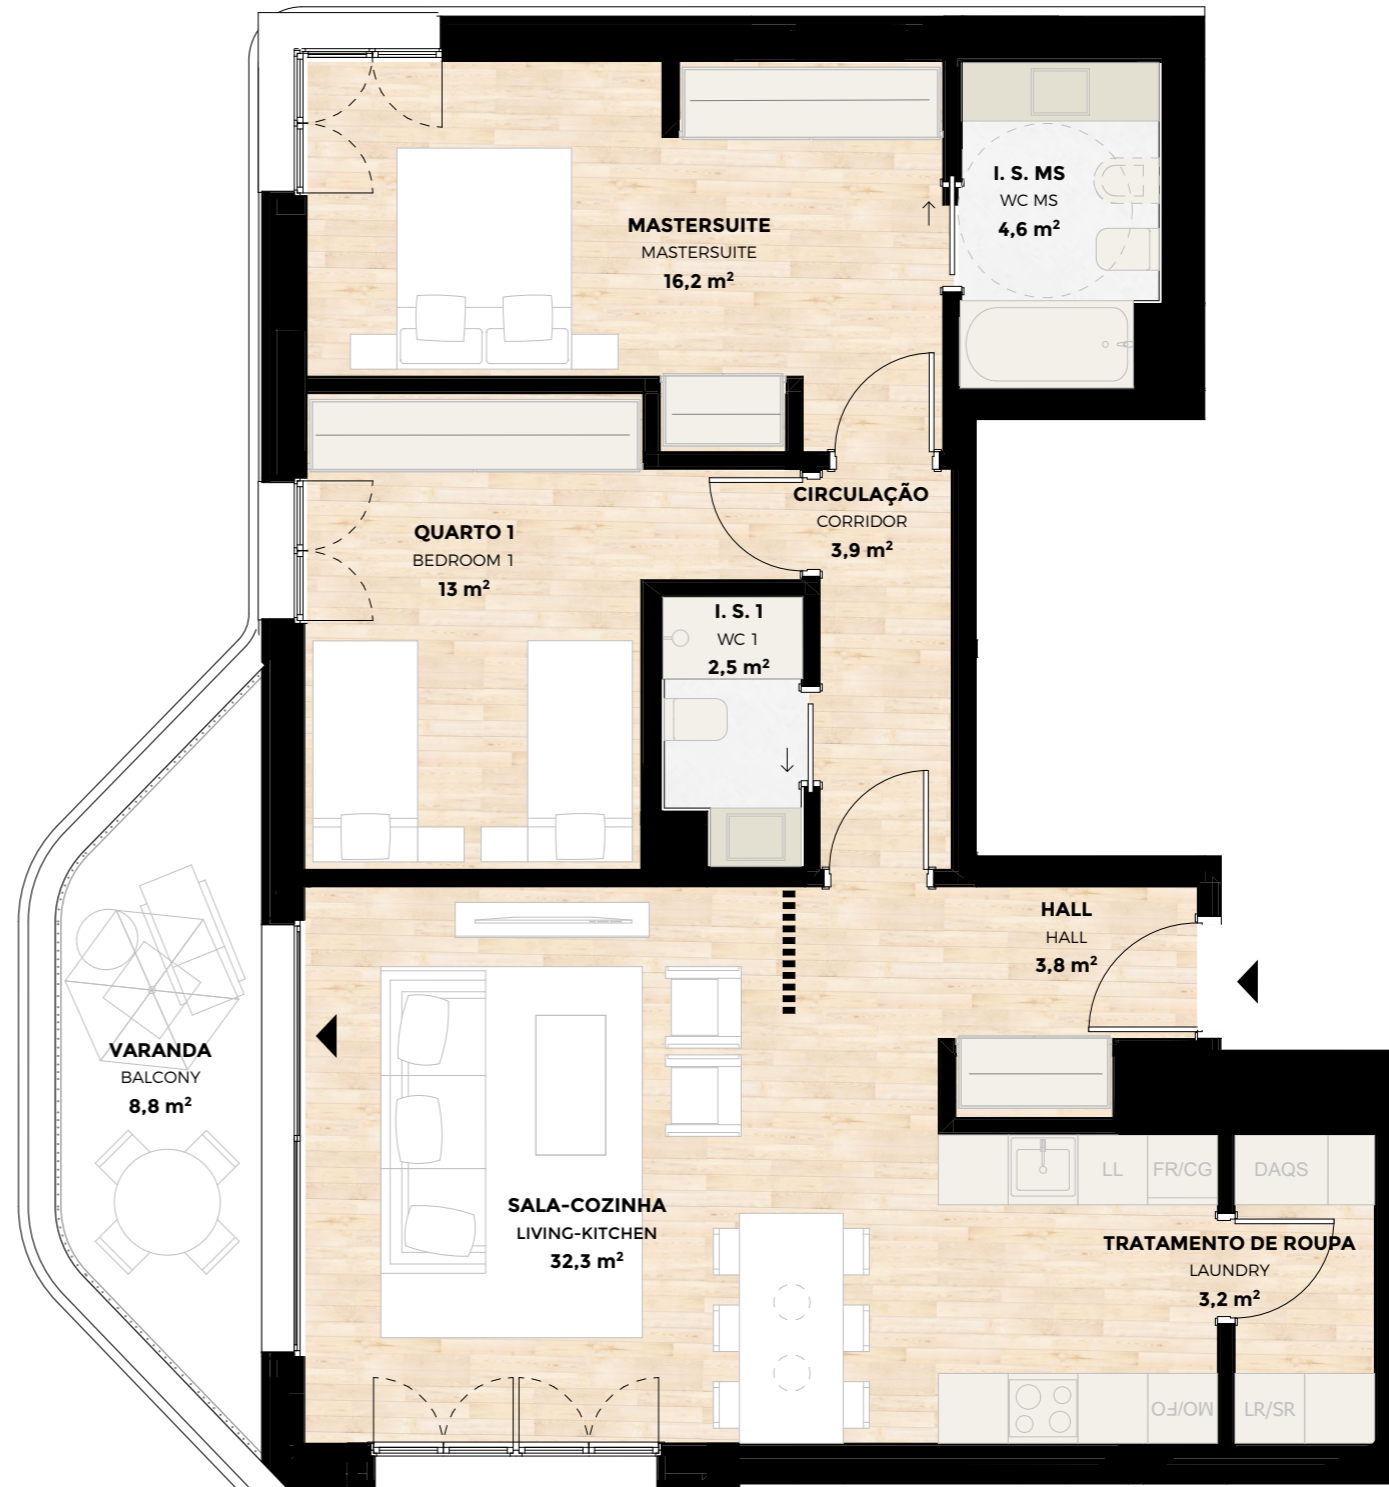 I. S. MS
WC MS
4,6 m²
MASTERSUITE
MASTERSUITE
16,2 m²
CIRCULAÇÃO
CORRIDOR
3,9 m²
QUARTO 1
BEDROOM 1
13 m²
I. S. 1
WC 1
2,5 m²
HALL
HALL
3,8 m²
VARANDA
BALCONY
8,8 m²
LL
FR/CG
DAQS
SALA-COZINHA
LIVING-KITCHEN
32,3 m²
TRATAMENTO DE ROUPA
LAUNDRY
3,2 m²
MO/FO
LR/SR